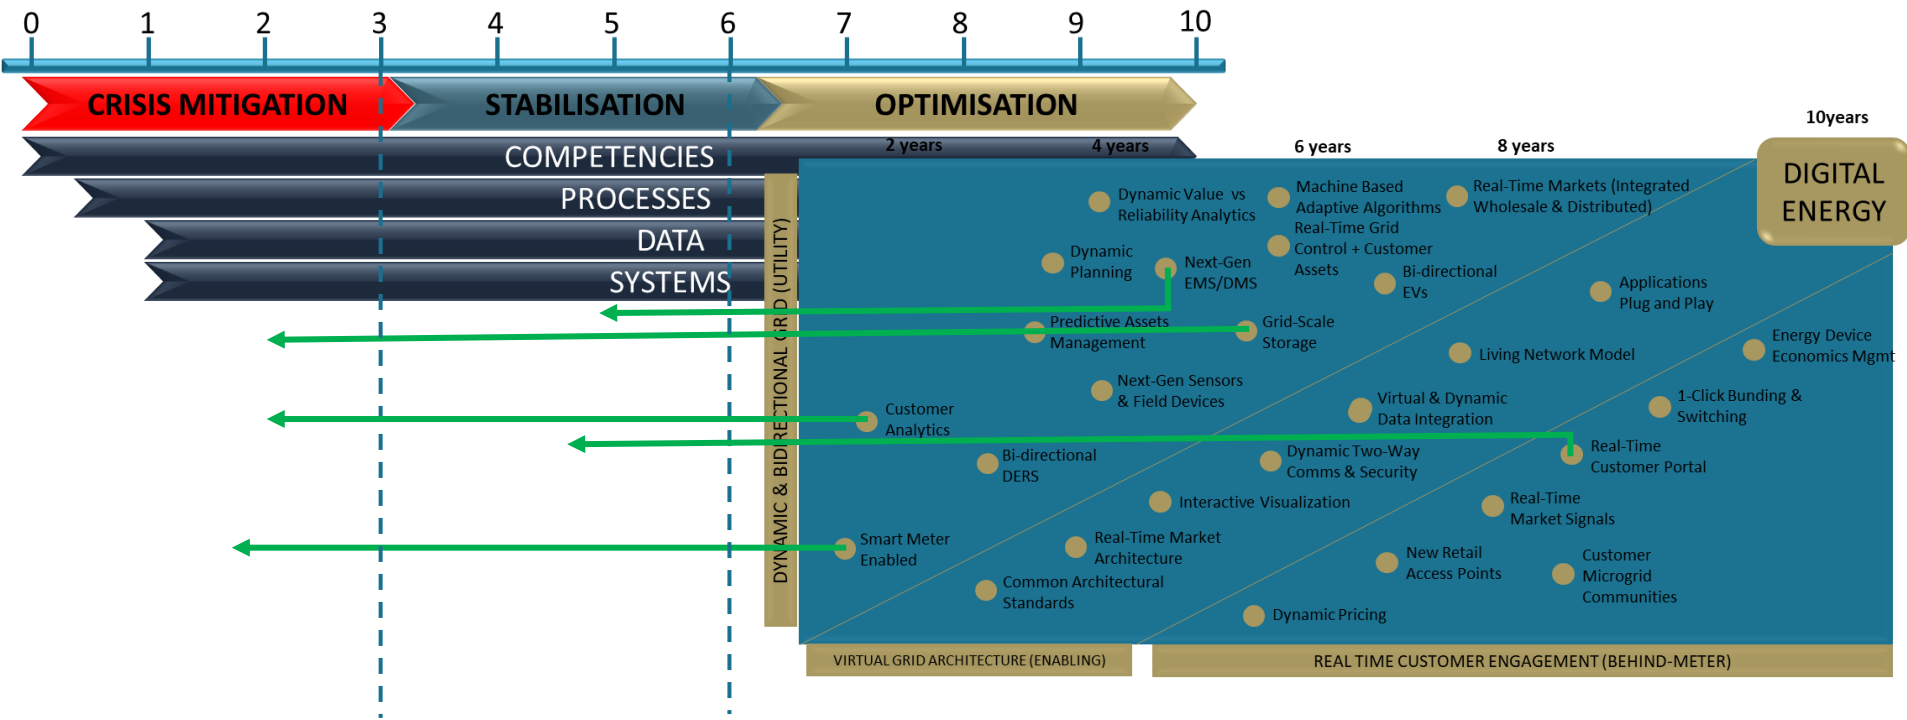 0 1 2 3 4 5 6 7 8 9 10
CRISIS MITIGATION
STABILISATION
OPTIMISATION
COMPETENCIES
PROCESSES
DATA
SYSTEMS
2 years
4 years
6 years
8 years
10years
DIGITAL
ENERGY
DYNAMIC & BIDIRECTIONAL GRID (UTILITY)
Dynamic Value vs
Reliability Analytics
Machine Based
Adaptive Algorithms
Real-Time Markets (Integrated
Wholesale & Distributed)
Dynamic
Planning
Next-Gen
EMS/DMS
Real-Time Grid
Control + Customer
Assets
Bi-directional
EVs
Applications
Plug and Play
Predictive Assets
Management
Grid-Scale
Storage
Living Network Model
Energy Device
Economics Mgmt
Next-Gen Sensors
& Field Devices
Customer
Analytics
Virtual & Dynamic
Data Integration
1-Click Bunding &
Switching
Bi-directional
DERS
Dynamic Two-Way
Comms & Security
Real-Time
Customer Portal
Interactive Visualization
Real-Time
Market Signals
Smart Meter
Enabled
Real-Time Market
Architecture
New Retail
Access Points
Customer
Microgrid
Communities
Common Architectural
Standards
Dynamic Pricing
VIRTUAL GRID ARCHITECTURE (ENABLING)
REAL TIME CUSTOMER ENGAGEMENT (BEHIND-METER)